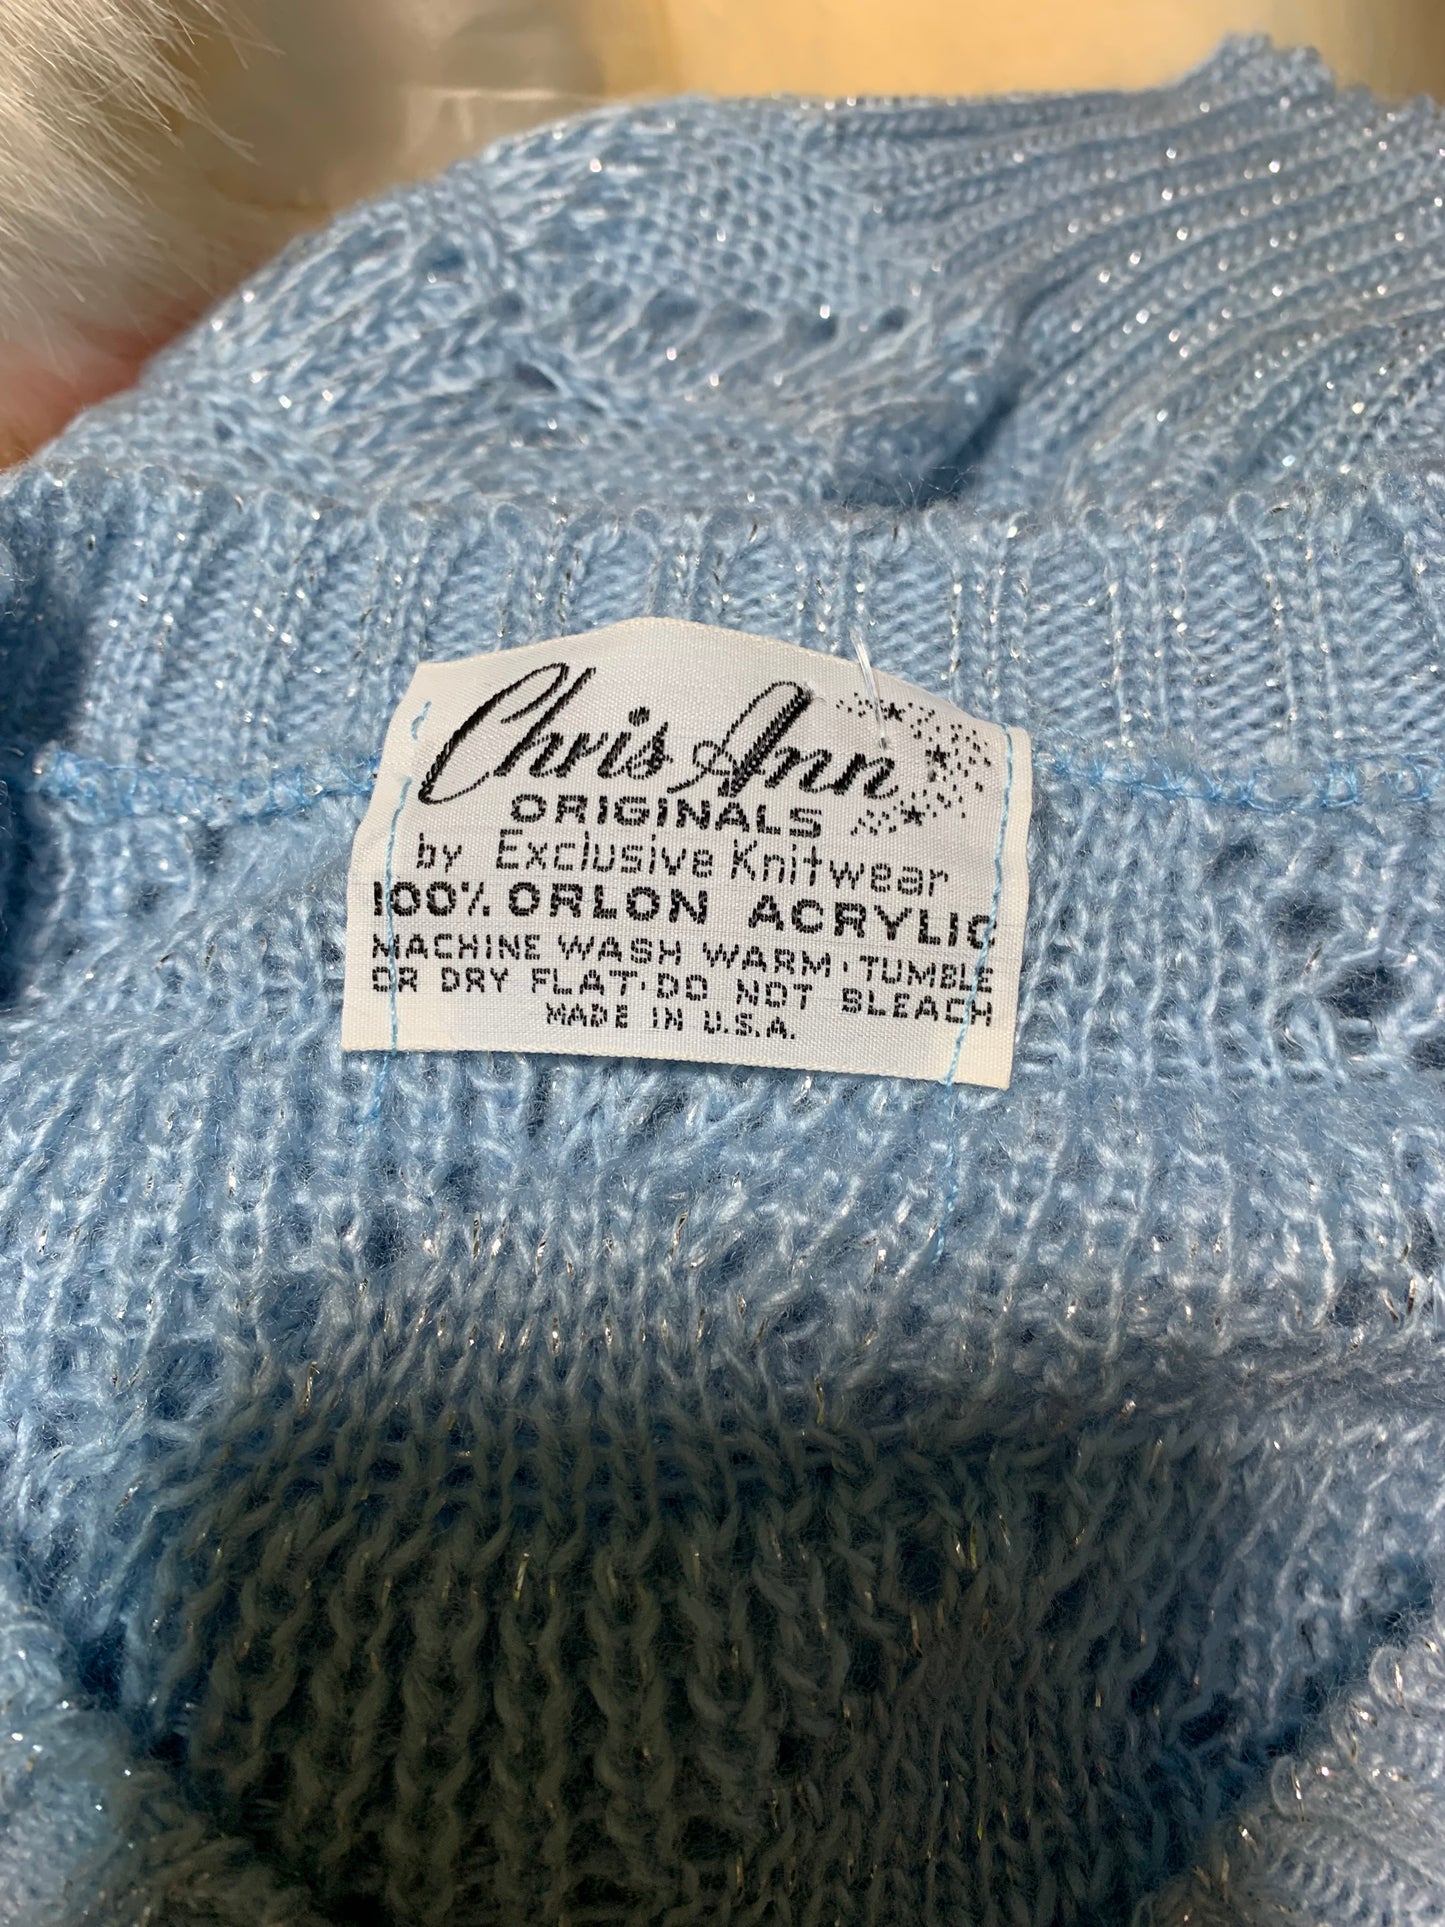 Chris Ann
ORIGINALS
by Exclusive Knitwear
100% ORLON ACRYLIC
MACHINE WASH WARM · TUMBLE
OR DRY FLAT · DO NOT BLEACH
MADE IN U.S.A.